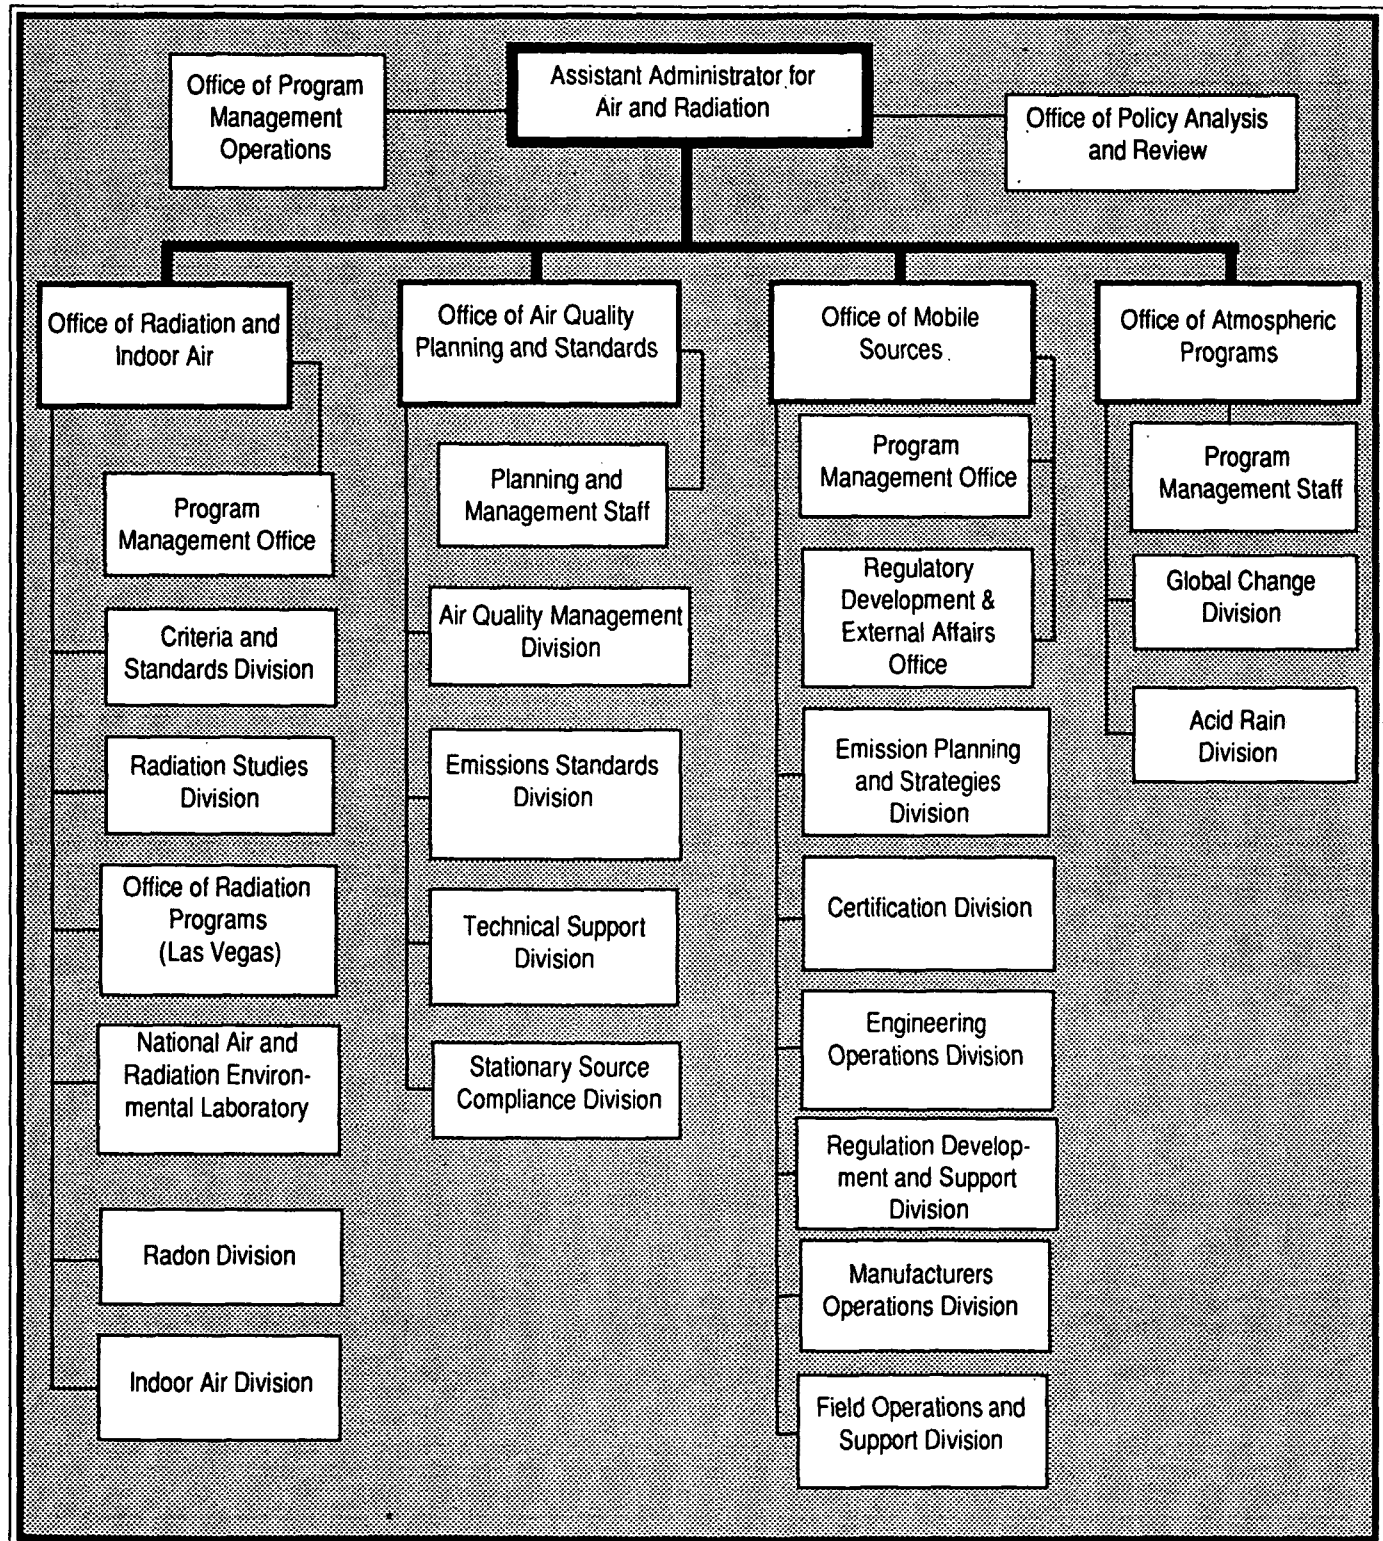 Office of Program
Management
Operations
Assistant Administrator for
Air and Radiation
Office of Policy Analysis
and Review
Office of Radiation and
Indoor Air
Program
Management Office
Criteria and
Standards Division
Radiation Studies
Division
Office of Radiation
Programs
(Las Vegas)
National Air and
Radiation Environ-
mental Laboratory
Radon Division
Indoor Air Division
Office of Air Quality
Planning and Standards
Planning and
Management Staff
Air Quality Management
Division
Emissions Standards
Division
Technical Support
Division
Stationary Source
Compliance Division
Office of Mobile
Sources
Program
Management Office
Regulatory
Development &
External Affairs
Office
Emission Planning
and Strategies
Division
Certification Division
Engineering
Operations Division
Regulation Develop-
ment and Support
Division
Manufacturers
Operations Division
Field Operations and
Support Division
Office of Atmospheric
Programs
Program
Management Staff
Global Change
Division
Acid Rain
Division